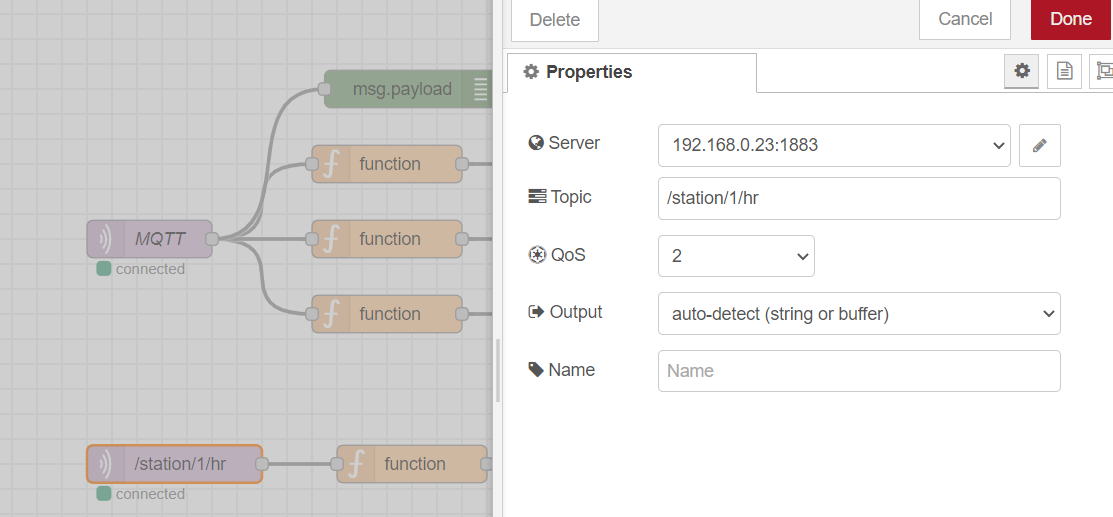 Delete
Cancel
Done
Properties
Server
192.168.0.23:1883
Topic
/station/1/hr
QoS
2
Output
auto-detect (string or buffer)
Name
Name
msg.payload
function
MQTT
function
connected
function
/station/1/hr
function
connected